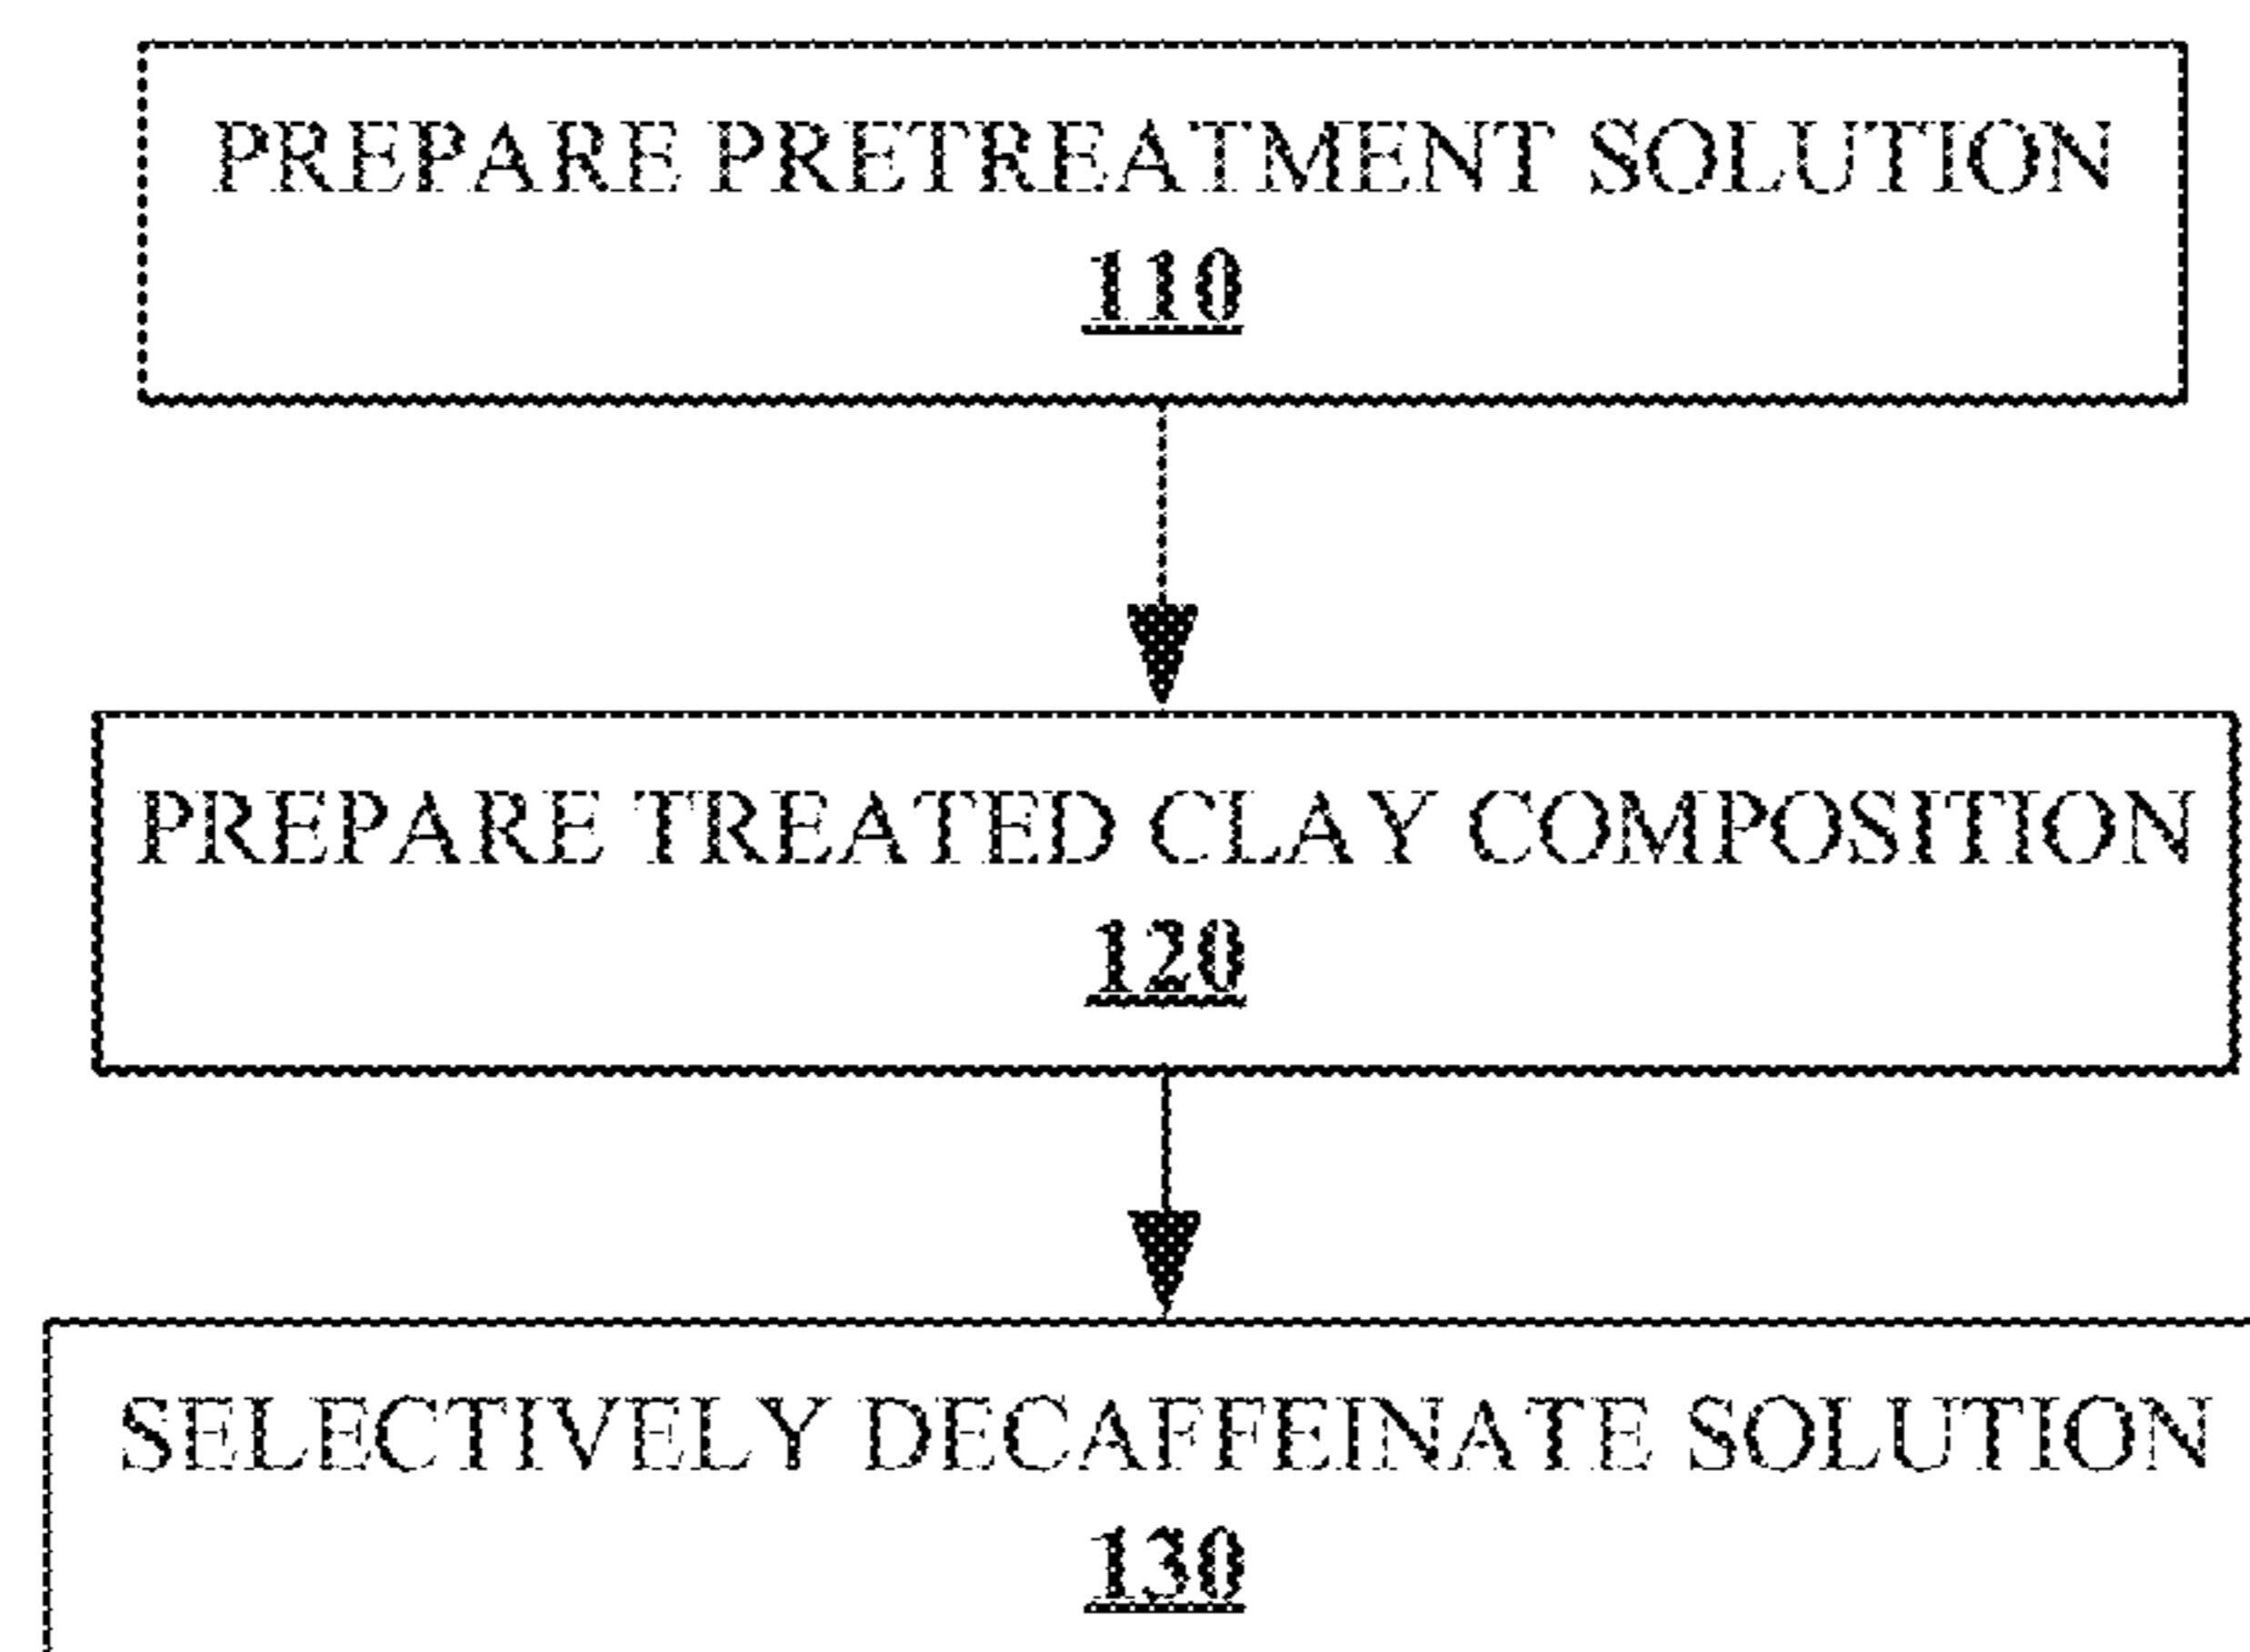 PREPARE PRETREATMENT SOLUTION
110
PREPARE TREATED CLAY COMPOSITION
120
SELECTIVELY DECAFFEINATE SOLUTION
130